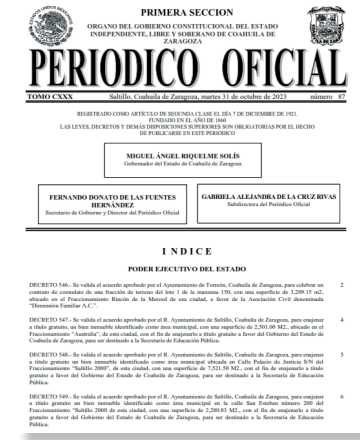 PRIMERA SECCION
ORGANO DEL GOBIERNO CONSTITUCIONAL DEL ESTADO
INDEPENDIENTE, LIBRE Y SOBERANO DE COAHUILA DE
ZARAGOZA
PERIODICO OFICIAL
TOMO CXXX Saltillo, Coahuila de Zaragoza, martes 31 de octubre de 2023 número 87
REGISTRADO COMO ARTÍCULO DE SEGUNDA CLASE EL DÍA 7 DE DICIEMBRE DE 1921.
FUNDADO EN EL AÑO DE 1860
LAS LEYES, DECRETOS Y DEMÁS DISPOSICIONES SUPERIORES SON OBLIGATORIAS POR EL HECHO
DE PUBLICARSE EN ESTE PERIÓDICO
MIGUEL ÁNGEL RIQUELME SOLÍS
Gobernador del Estado de Coahuila de Zaragoza
FERNANDO DONATO DE LAS FUENTES
HERNÁNDEZ
Secretario de Gobierno y Director del Periódico Oficial
GABRIELA ALEJANDRA DE LA CRUZ RIVAS
Subdirectora del Periódico Oficial
I N D I C E
PODER EJECUTIVO DEL ESTADO
DECRETO 546.- Se valida el acuerdo aprobado por el Ayuntamiento de Torreón, Coahuila de Zaragoza, para celebrar un 2
contrato de comodato de una fracción de terreno del lote 1 de la manzana 150, con una superficie de 3,209.15 m2,
ubicado en el Fraccionamiento Rincón de la Merced de esa ciudad, a favor de la Asociación Civil denominada
"Dimensión Familiar A.C.".
DECRETO 547.- Se valida el acuerdo aprobado por el R. Ayuntamiento de Saltillo, Coahuila de Zaragoza, para enajenar 4
a título gratuito, un bien inmueble identificado como área municipal, con una superficie de 2,501.00 M2., ubicado en el
Fraccionamiento "Australia", de esta ciudad, con el fin de enajenarlo a título gratuito a favor del Gobierno del Estado de
Coahuila de Zaragoza, para ser destinado a la Secretaría de Educación Pública.
DECRETO 548.- Se valida el acuerdo aprobado por el R. Ayuntamiento de Saltillo, Coahuila de Zaragoza, para enajenar 5
a título gratuito un bien inmueble identificado como área municipal ubicada en Calle Palacio de Justicia S/N del
Fraccionamiento "Saltillo 2000", de esta ciudad, con una superficie de 7,521.50 M2., con el fin de enajenarlo a título
gratuito a favor del Gobierno del Estado de Coahuila de Zaragoza, para ser destinado a la Secretaría de Educación
Pública.
DECRETO 549.- Se valida el acuerdo aprobado por el R. Ayuntamiento de Saltillo, Coahuila de Zaragoza, para enajenar 6
a título gratuito un bien inmueble identificado como área municipal en la calle San Esteban número 200 del
Fraccionamiento "Saltillo 2000 de esta ciudad, con una superficie de 2,280.83 M2., con el fin de enajenarlo a título
gratuito a favor del Gobierno del Estado de Coahuila de Zaragoza, para ser destinado a la Secretaría de Educación
Pública.